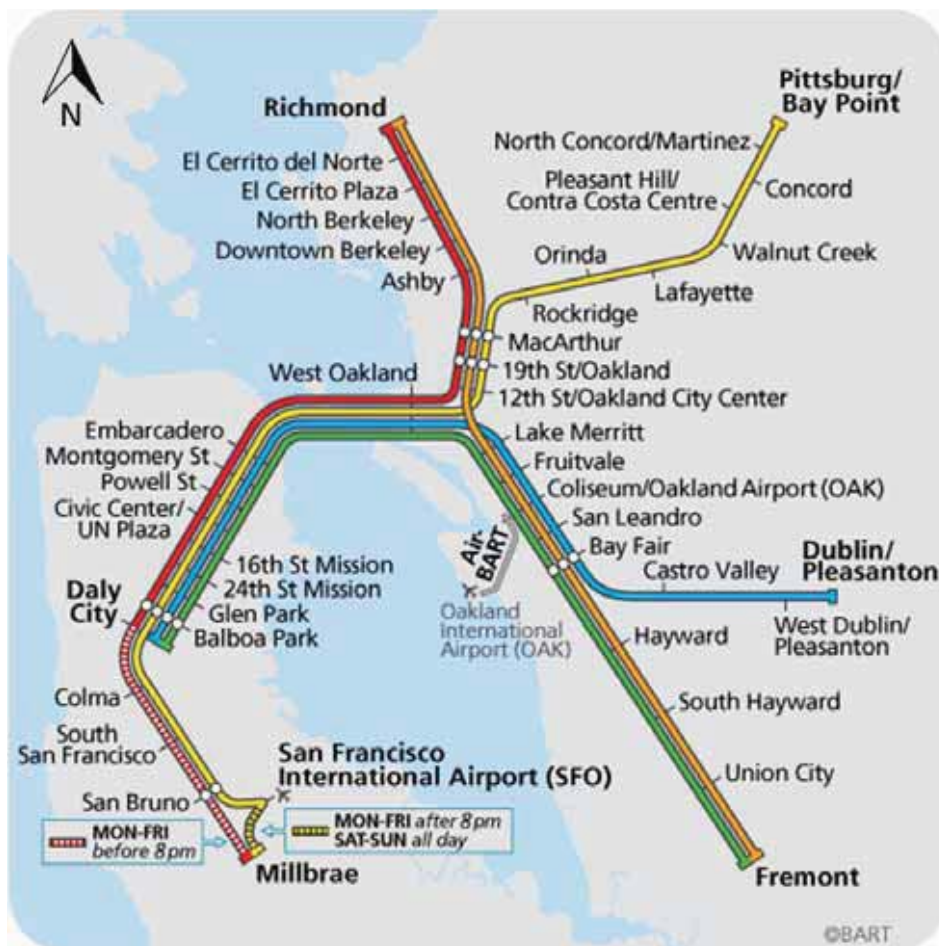 N
Richmond
El Cerrito del Norte
El Cerrito Plaza
North Berkeley
Downtown Berkeley
Ashby
Pittsburg/
Bay Point
North Concord/Martinez
Pleasant Hill/
Contra Costa Centre
Concord
Walnut Creek
Orinda
Lafayette
Rockridge
MacArthur
19th St/Oakland
12th St/Oakland City Center
West Oakland
Embarcadero
Montgomery St
Powell St
Civic Center/
UN Plaza
16th St Mission
24th St Mission
Glen Park
Balboa Park
Daly
City
Lake Merritt
Fruitvale
Coliseum/Oakland Airport (OAK)
San Leandro
Bay Fair
Air-
BART
Oakland
International
Airport (OAK)
Castro Valley
Dublin/
Pleasanton
West Dublin/
Pleasanton
Hayward
South Hayward
Union City
Fremont
Colma
South
San Francisco
San Bruno
San Francisco
International Airport (SFO)
MON-FRI
before 8pm
MON-FRI after 8pm
SAT-SUN all day
Millbrae
©BART